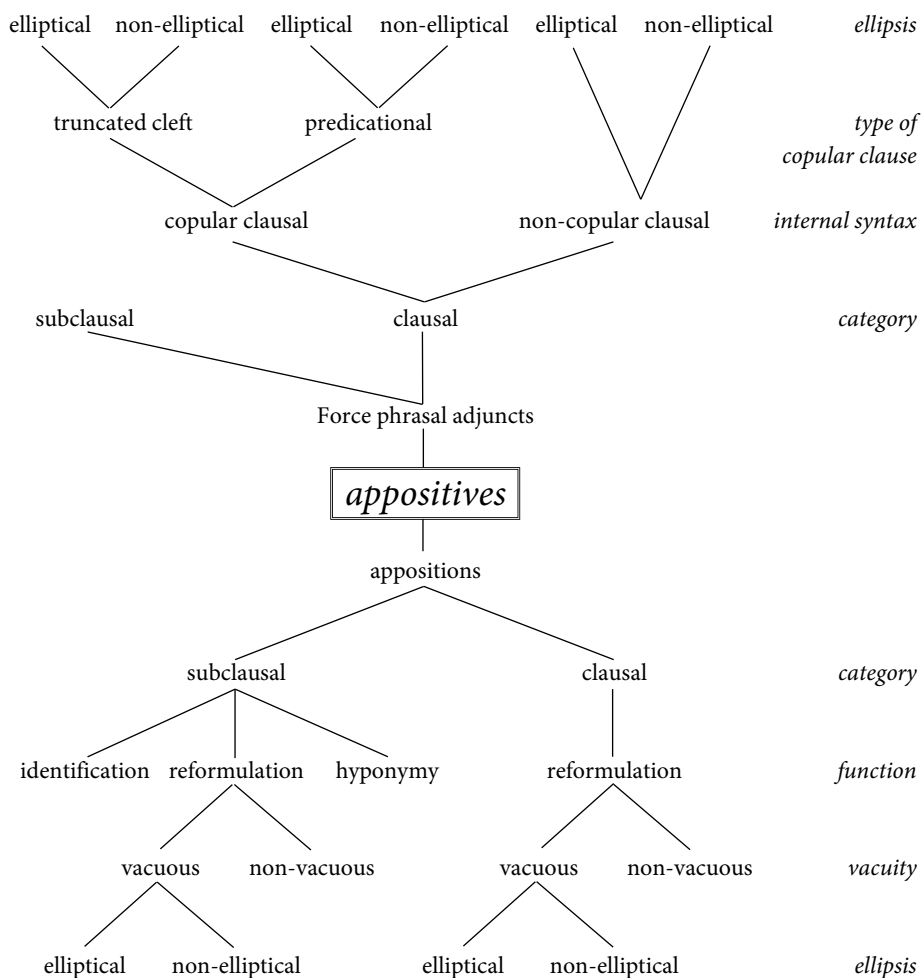 elliptical non-elliptical elliptical non-elliptical elliptical non-elliptical ellipsis
truncated cleft predicational type of
copular clause
copular clausal non-copular clausal internal syntax
subclausal clausal category
Force phrasal adjuncts
appositives
appositions
subclausal clausal category
identification reformulation hyponymy reformulation function
vacuous non-vacuous vacuous non-vacuous vacuity
elliptical non-elliptical elliptical non-elliptical ellipsis